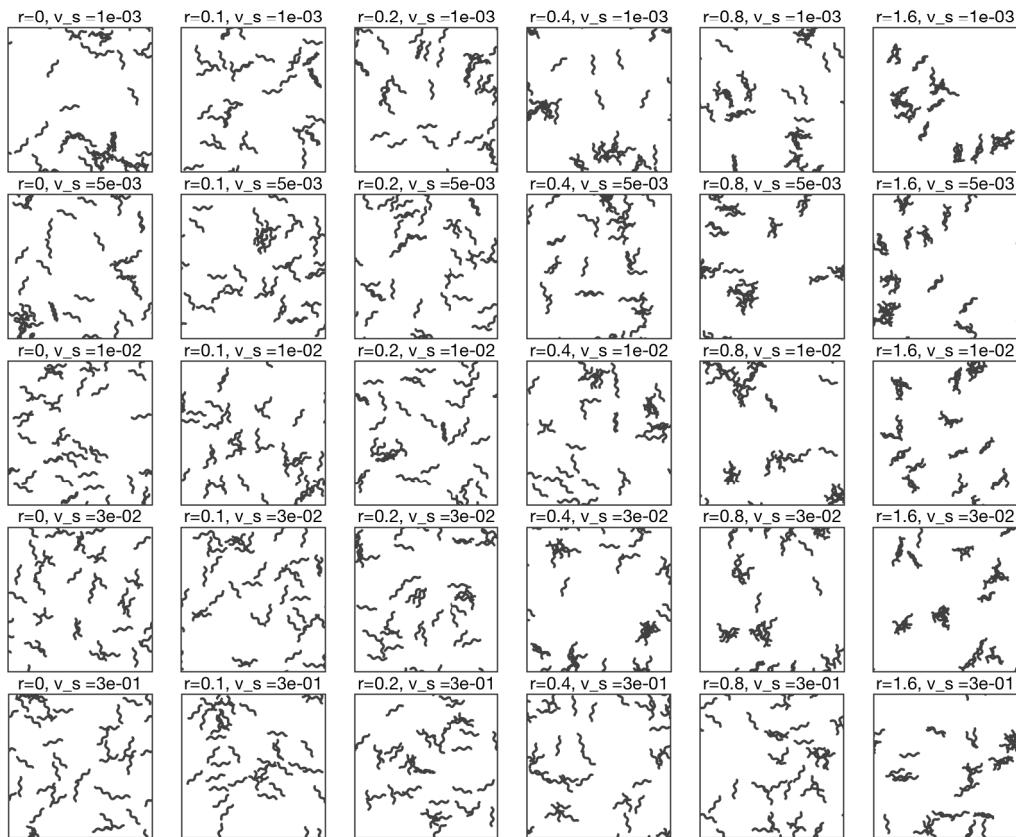 r=0, v_s =1e-03 r=0.1, v_s =1e-03 r=0.2, v_s =1e-03 r=0.4, v_s =1e-03 r=0.8, v_s =1e-03 r=1.6, v_s =1e-03
r=0, v_s =5e-03 r=0.1, v_s =5e-03 r=0.2, v_s =5e-03 r=0.4, v_s =5e-03 r=0.8, v_s =5e-03 r=1.6, v_s =5e-03
r=0, v_s =1e-02 r=0.1, v_s =1e-02 r=0.2, v_s =1e-02 r=0.4, v_s =1e-02 r=0.8, v_s =1e-02 r=1.6, v_s =1e-02
r=0, v_s =3e-02 r=0.1, v_s =3e-02 r=0.2, v_s =3e-02 r=0.4, v_s =3e-02 r=0.8, v_s =3e-02 r=1.6, v_s =3e-02
r=0, v_s =3e-01 r=0.1, v_s =3e-01 r=0.2, v_s =3e-01 r=0.4, v_s =3e-01 r=0.8, v_s =3e-01 r=1.6, v_s =3e-01